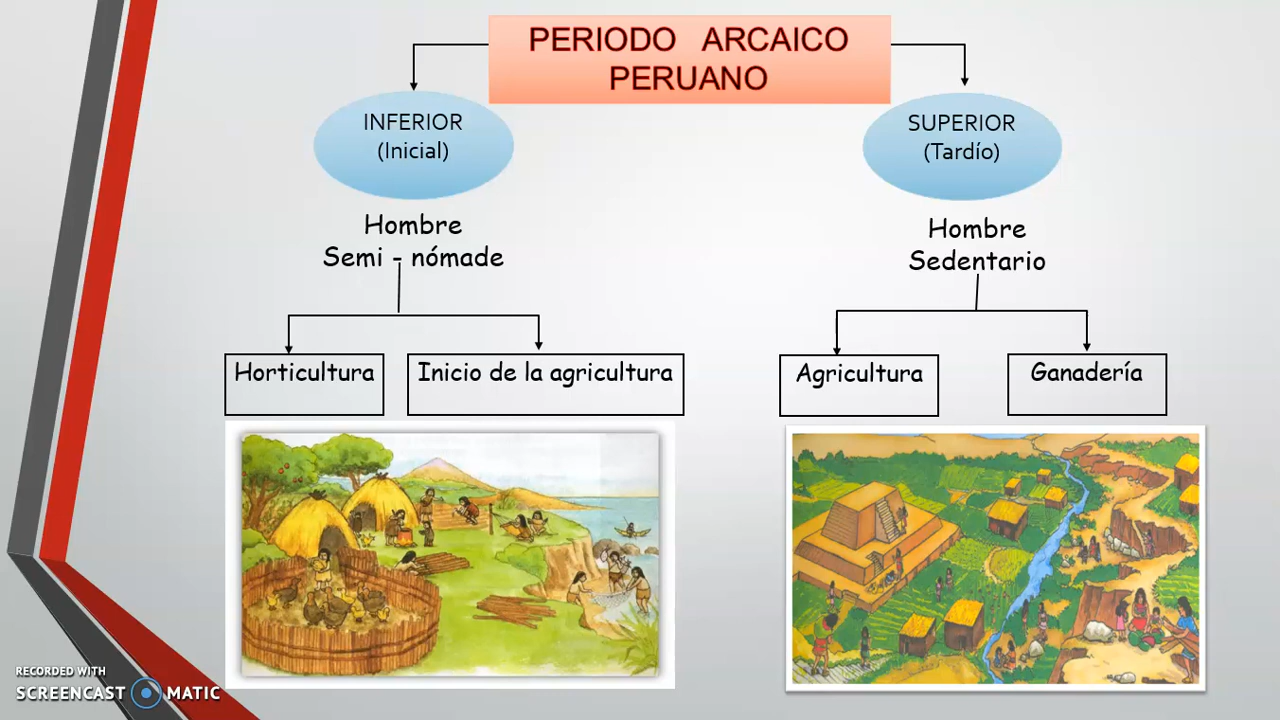 PERIODO ARCAICO
PERUANO
INFERIOR
(Inicial)
SUPERIOR
(Tardío)
Hombre
Semi - nómade
Hombre
Sedentario
Horticultura
Inicio de la agricultura
Agricultura
Ganadería
RECORDED WITH
SCREENCAST MATIC